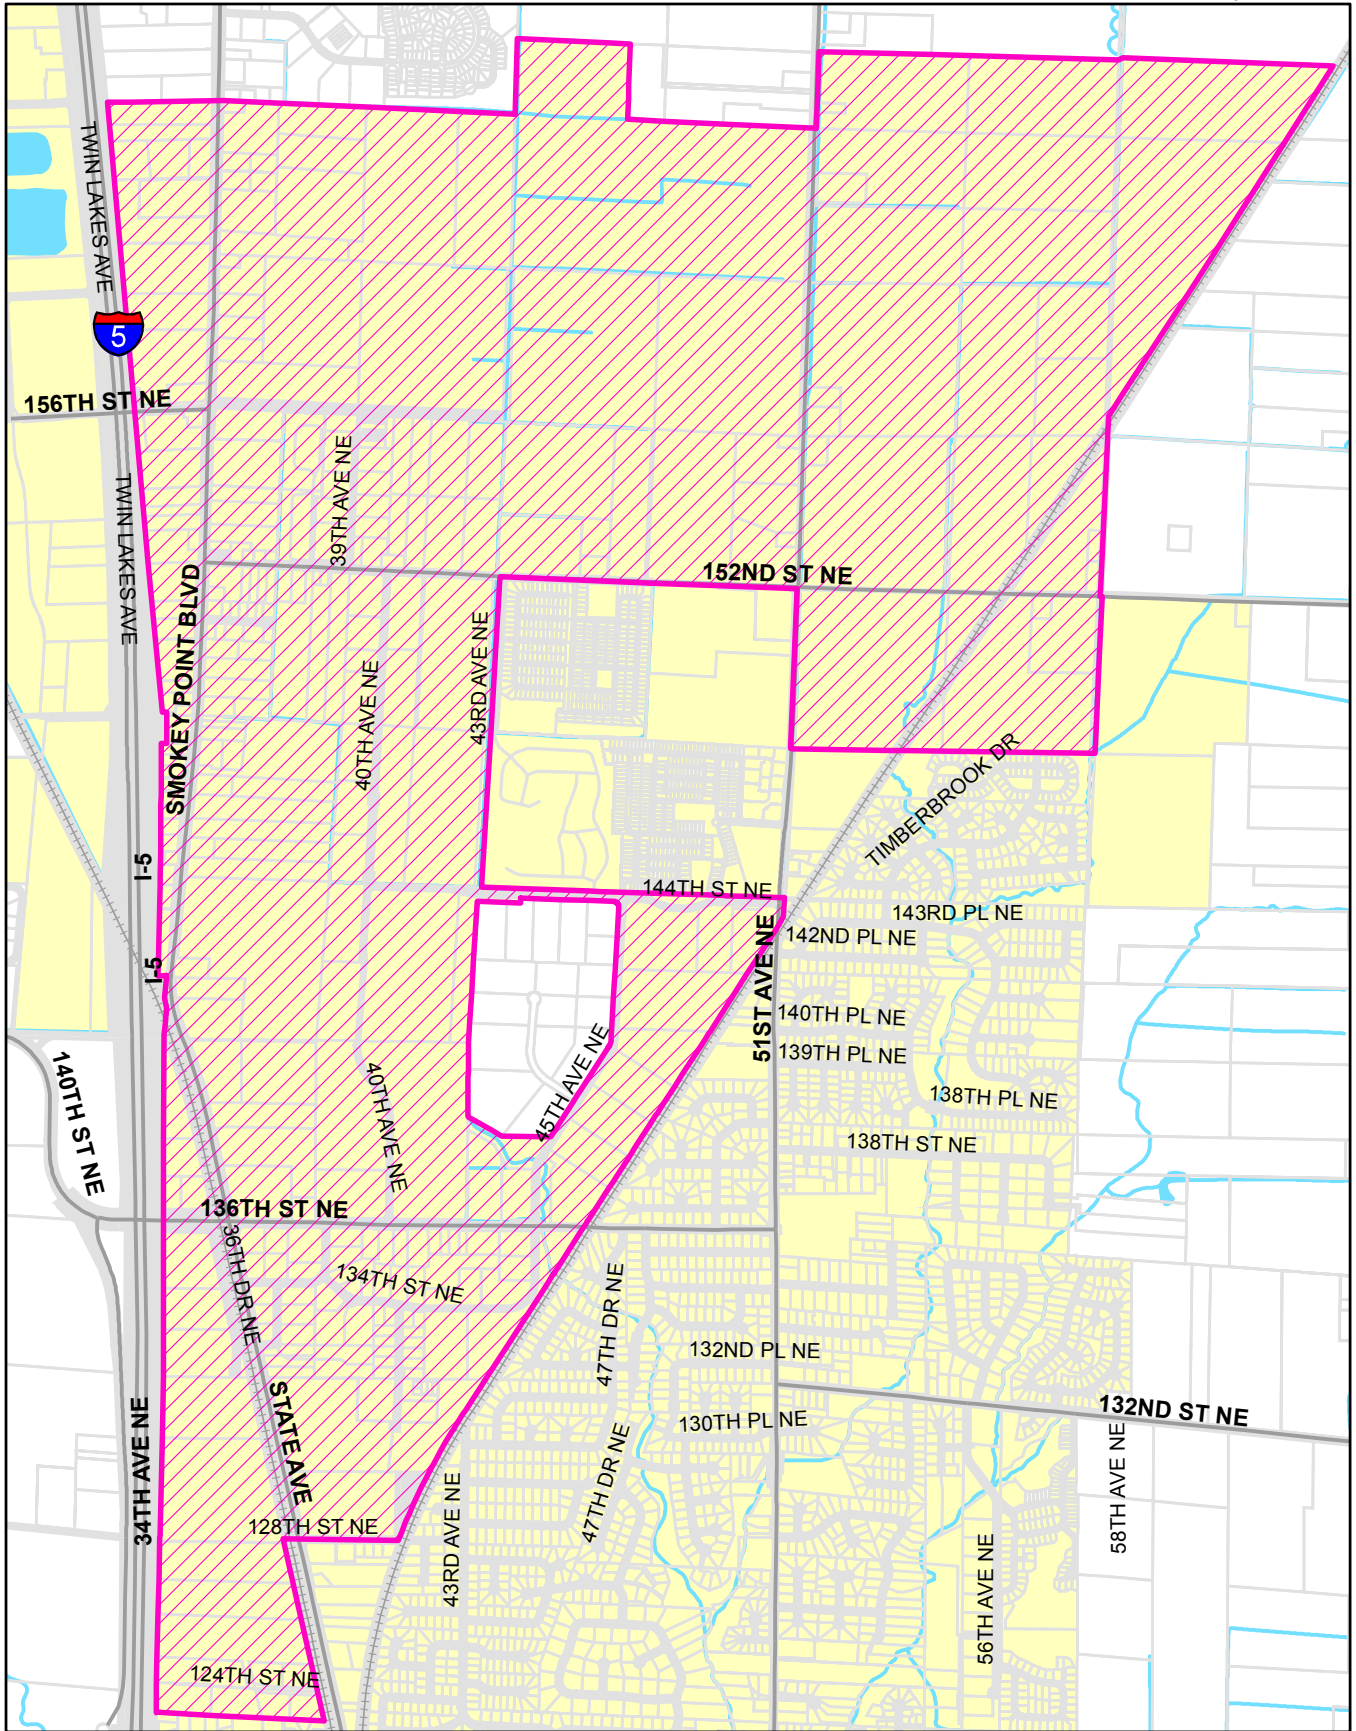 TWIN LAKES AVE
5
156TH ST NE
39TH AVE NE
TWIN LAKES AVE
152ND ST NE
SMOKEY POINT BLVD
43RD AVE NE
40TH AVE NE
TIMBERBROOK DR
I-5
144TH ST NE
143RD PL NE
142ND PL NE
I-5
51ST AVE NE
140TH PL NE
139TH PL NE
45TH AVE NE
140TH ST NE
40TH AVE NE
138TH PL NE
138TH ST NE
136TH ST NE
36TH DR NE
134TH ST NE
47TH DR NE
132ND PL NE
132ND ST NE
STATE AVE
130TH PL NE
34TH AVE NE
47TH DR NE
58TH AVE NE
128TH ST NE
43RD AVE NE
56TH AVE NE
124TH ST NE